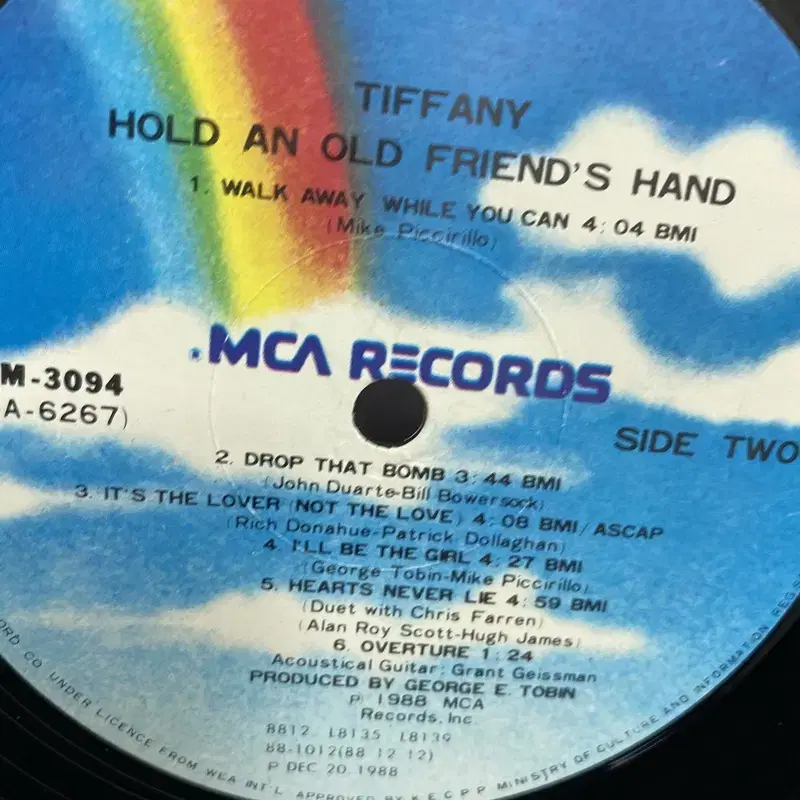 TIFFANY
HOLD AN OLD FRIEND'S HAND
1. WALK AWAY WHILE YOU CAN 4:04 BMI
(Mike Piccirillo)
MCA RECORDS
M-3094
A-6267)
SIDE TWO
2. DROP THAT BOMB 3:44 BMI
(John Duarte-Bill Bowersock)
3. IT'S THE LOVER (NOT THE LOVE) 4:08 BMI/ASCAP
(Rich Donahue-Patrick Dollaghan)
4. I'LL BE THE GIRL 4:27 BMI
(George Tobin-Mike Piccirillo)
5. HEARTS NEVER LIE 4:59 BMI
(Duet with Chris Farren)
(Alan Roy Scott-Hugh James)
6. OVERTURE 1:24
Acoustical Guitar: Grant Geissman
PRODUCED BY GEORGE E. TOBIN
P) 1988 MCA
Records, Inc.
8812 L8135 L8139
88-1012(88 12 12)
P DEC 20 1988
CO UNDER LICENCE FROM WEA INT'L APPROVED BY K E C P P MINISTRY OF CULTURE AND INFORMATION REG